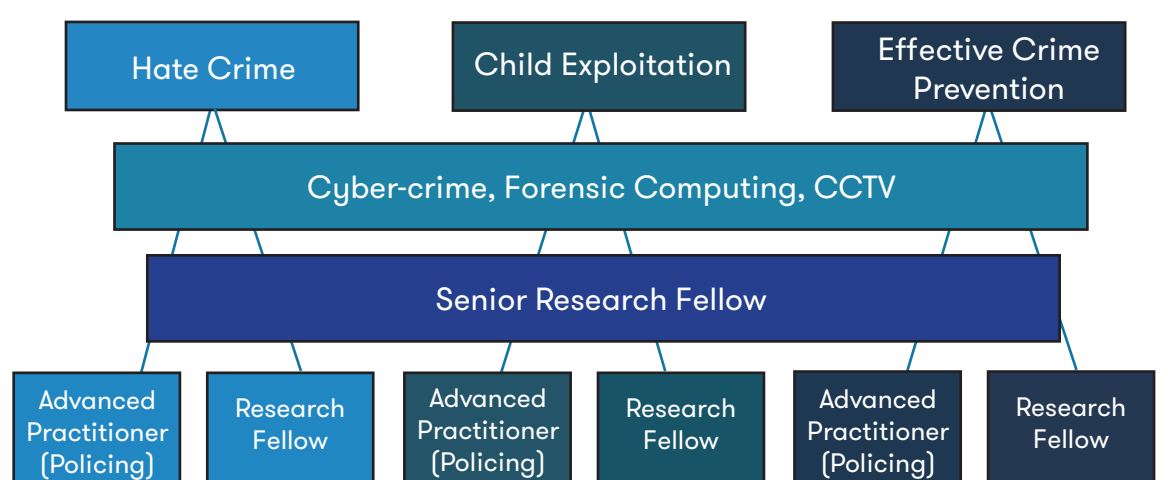 Hate Crime
Child Exploitation
Effective Crime
Prevention
Cyber-crime, Forensic Computing, CCTV
Senior Research Fellow
Advanced
Practitioner
(Policing)
Research
Fellow
Advanced
Practitioner
(Policing)
Research
Fellow
Advanced
Practitioner
(Policing)
Research
Fellow